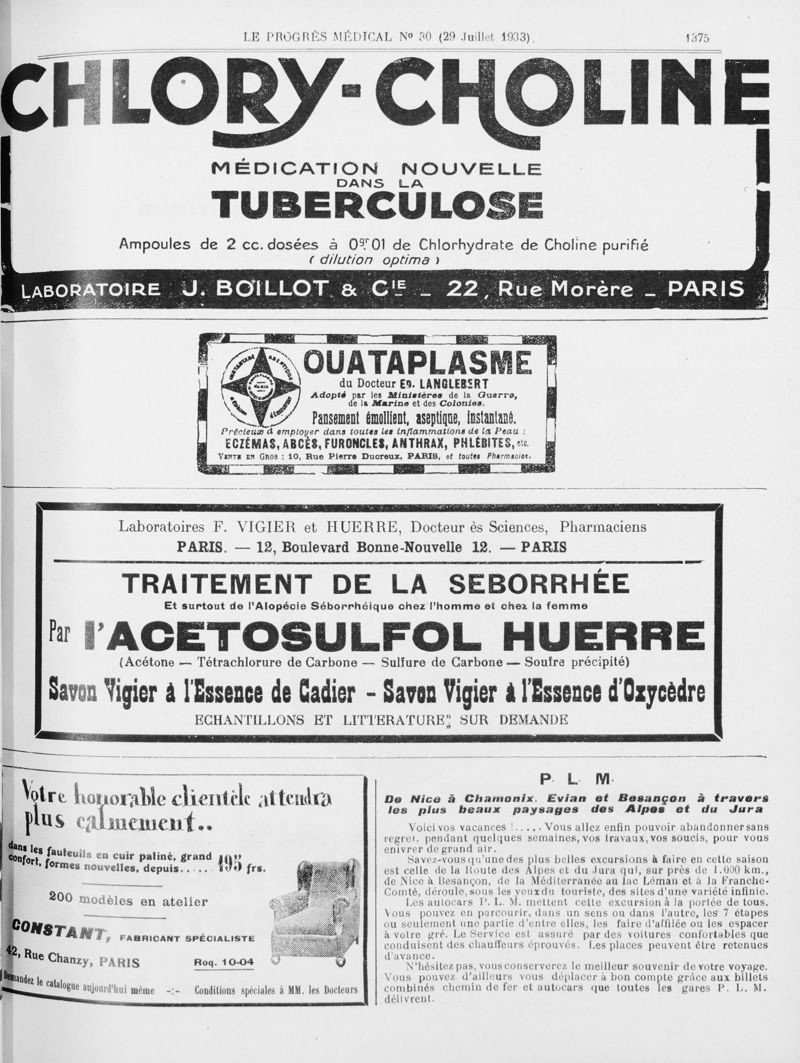 LE PROGRÈS MÉDICAL No 30 (29 Juillet 1933).
1375
CHLORY-CHOLINE
MÉDICATION NOUVELLE
DANS LA
TUBERCULOSE
Ampoules de 2 cc. dosées à 0gr.01 de Chlorhydrate de Choline purifié
( dilution optima )
LABORATOIRE J. BOILLOT & CIE _ 22, Rue Morère _ PARIS
OUATAPLASME
du Docteur ED. LANGLEBERT
Adopté par les Ministères de la Guerre,
de la Marine et des Colonies.
Pansement émollient, aseptique, instantané.
Précieux à employer dans toutes les inflammations de la Peau :
ECZÉMAS, ABCÈS, FURONCLES, ANTHRAX, PHLÉBITES, etc.
VENTE EN GROS : 10, Rue Pierre Ducreux, PARIS, et toutes Pharmacies.
Laboratoires F. VIGIER et HUERRE, Docteur ès Sciences, Pharmaciens
PARIS. — 12, Boulevard Bonne-Nouvelle 12. — PARIS
TRAITEMENT DE LA SEBORRHÉE
Et surtout de l'Alopécie Séborrhéique chez l'homme et chez la femme
Par l'ACETOSULFOL HUERRE
(Acétone — Tétrachlorure de Carbone — Sulfure de Carbone — Soufre précipité)
Savon Vigier à l'Essence de Cadier - Savon Vigier à l'Essence d'Oxycèdre
ECHANTILLONS ET LITTERATURES SUR DEMANDE
Votre honorable clientèle attendra
plus calmement..
dans les fauteuils en cuir patiné, grand
confort, formes nouvelles, depuis..... 195 frs.
200 modèles en atelier
CONSTANT, FABRICANT SPÉCIALISTE
42, Rue Chanzy, PARIS Roq. 10-04
Demandez le catalogue aujourd'hui même -:- Conditions spéciales à MM. les Docteurs
P. L. M.
De Nice à Chamonix, Evian et Besançon à travers
les plus beaux paysages des Alpes et du Jura
Voici vos vacances !..... Vous allez enfin pouvoir abandonner sans
regret, pendant quelques semaines, vos travaux, vos soucis, pour vous
enivrer de grand air.
Savez-vous qu'une des plus belles excursions à faire en cette saison
est celle de la Route des Alpes et du Jura qui, sur près de 1.000 km.,
de Nice à Besançon, de la Méditerranée au lac Léman et à la Franche-
Comté, déroule, sous les yeux du touriste, des sites d'une variété infinie.
Les autocars P. L. M. mettent cette excursion à la portée de tous.
Vous pouvez en parcourir, dans un sens ou dans l'autre, les 7 étapes
ou seulement une partie d'entre elles, les faire d'affilée ou les espacer
à votre gré. Le Service est assuré par des voitures confortables que
conduisent des chauffeurs éprouvés. Les places peuvent être retenues
d'avance.
N'hésitez pas, vous conserverez le meilleur souvenir de votre voyage.
Vous pouvez d'ailleurs vous déplacer à bon compte grâce aux billets
combinés chemin de fer et autocars que toutes les gares P. L. M.
délivrent.